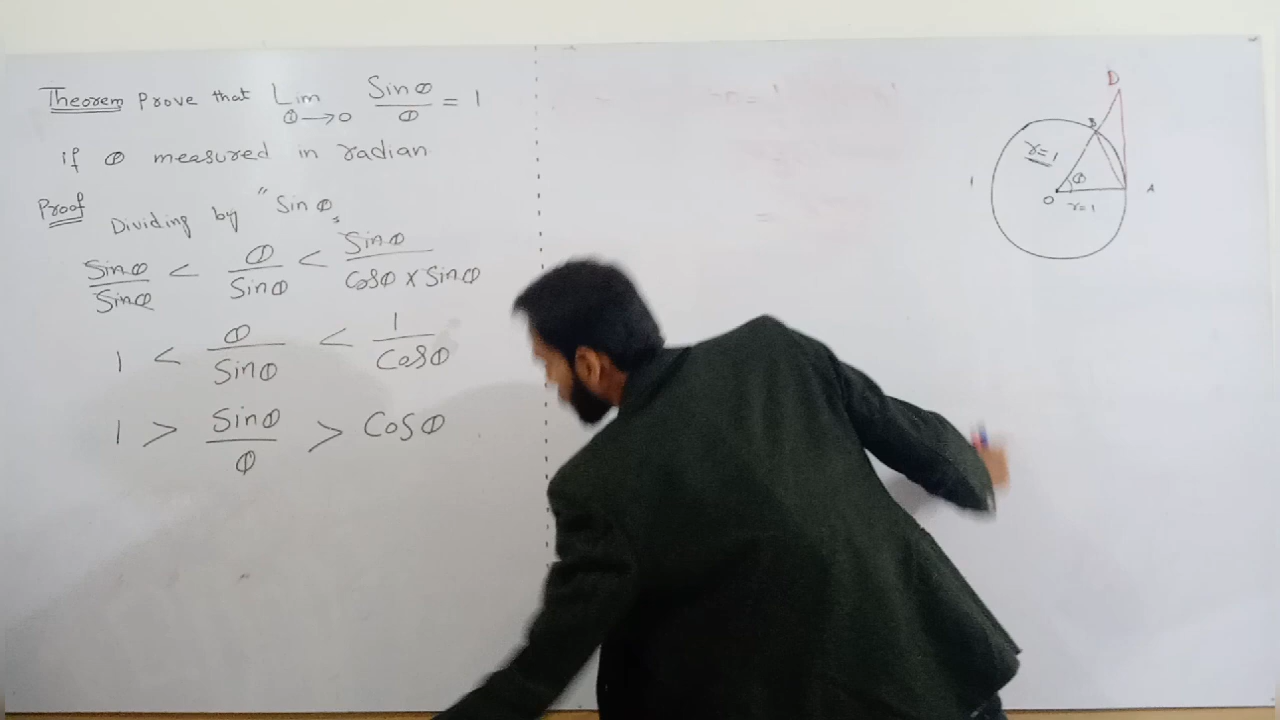 Theorem Prove that Lim θ→0 Sinθ/θ = 1
if θ measured in radian
Proof
Dividing by "Sinθ"
Sinθ/Sinθ < θ/Sinθ < Sinθ/Cosθ × Sinθ
1 < θ/Sinθ < 1/Cosθ
1 > Sinθ/θ > Cosθ
D
B
r=1
θ
A
O
r=1